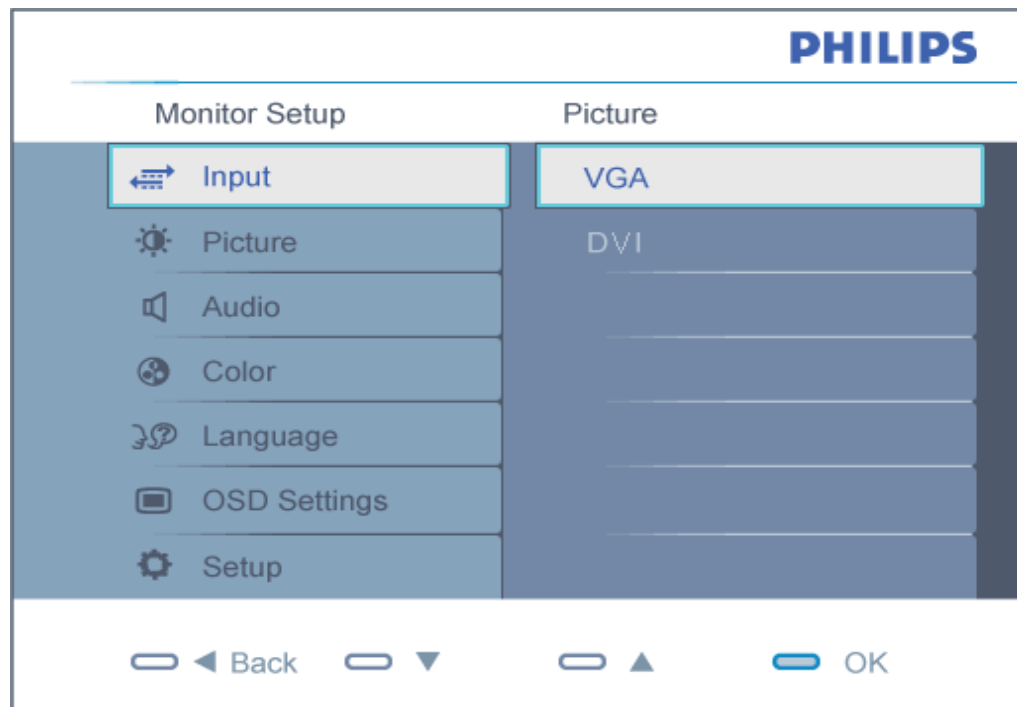 PHILIPS
Monitor Setup Picture
Input VGA
Picture DVI
Audio
Color
Language
OSD Settings
Setup
Back OK